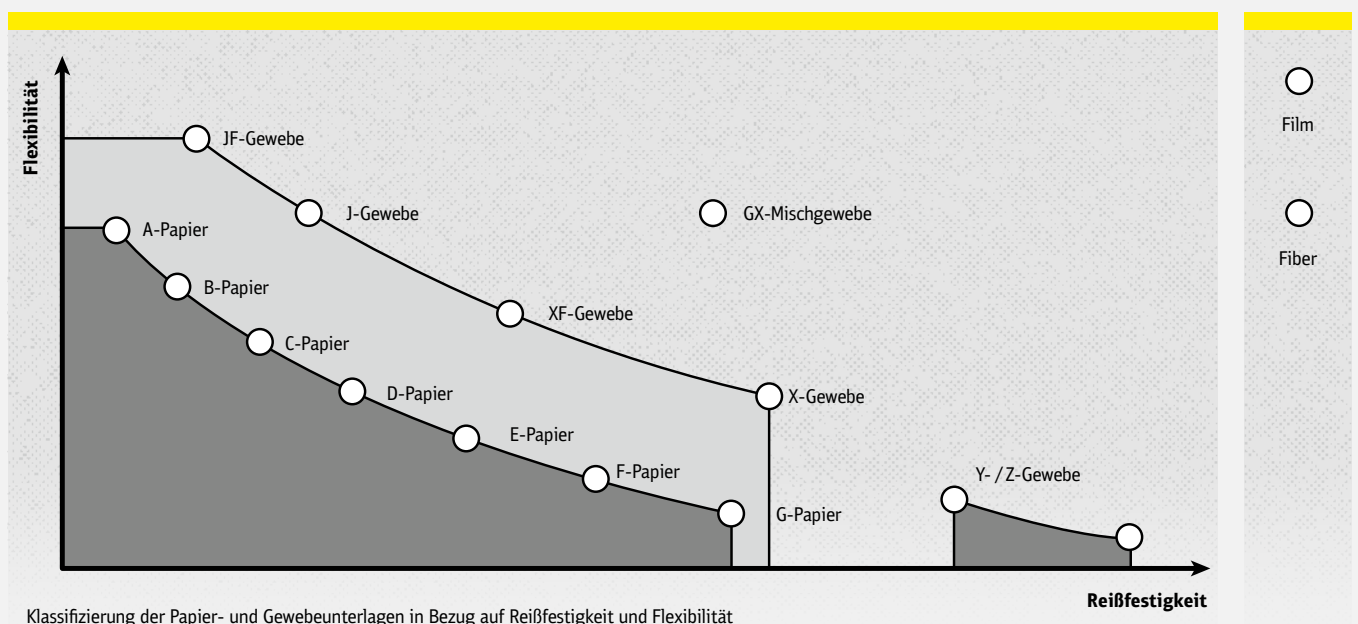 Flexibilität
JF-Gewebe
J-Gewebe
GX-Mischgewebe
A-Papier
B-Papier
XF-Gewebe
C-Papier
D-Papier
X-Gewebe
E-Papier
F-Papier
Y- / Z-Gewebe
G-Papier
Reißfestigkeit
Klassifizierung der Papier- und Gewebeunterlagen in Bezug auf Reißfestigkeit und Flexibilität
Film
Fiber